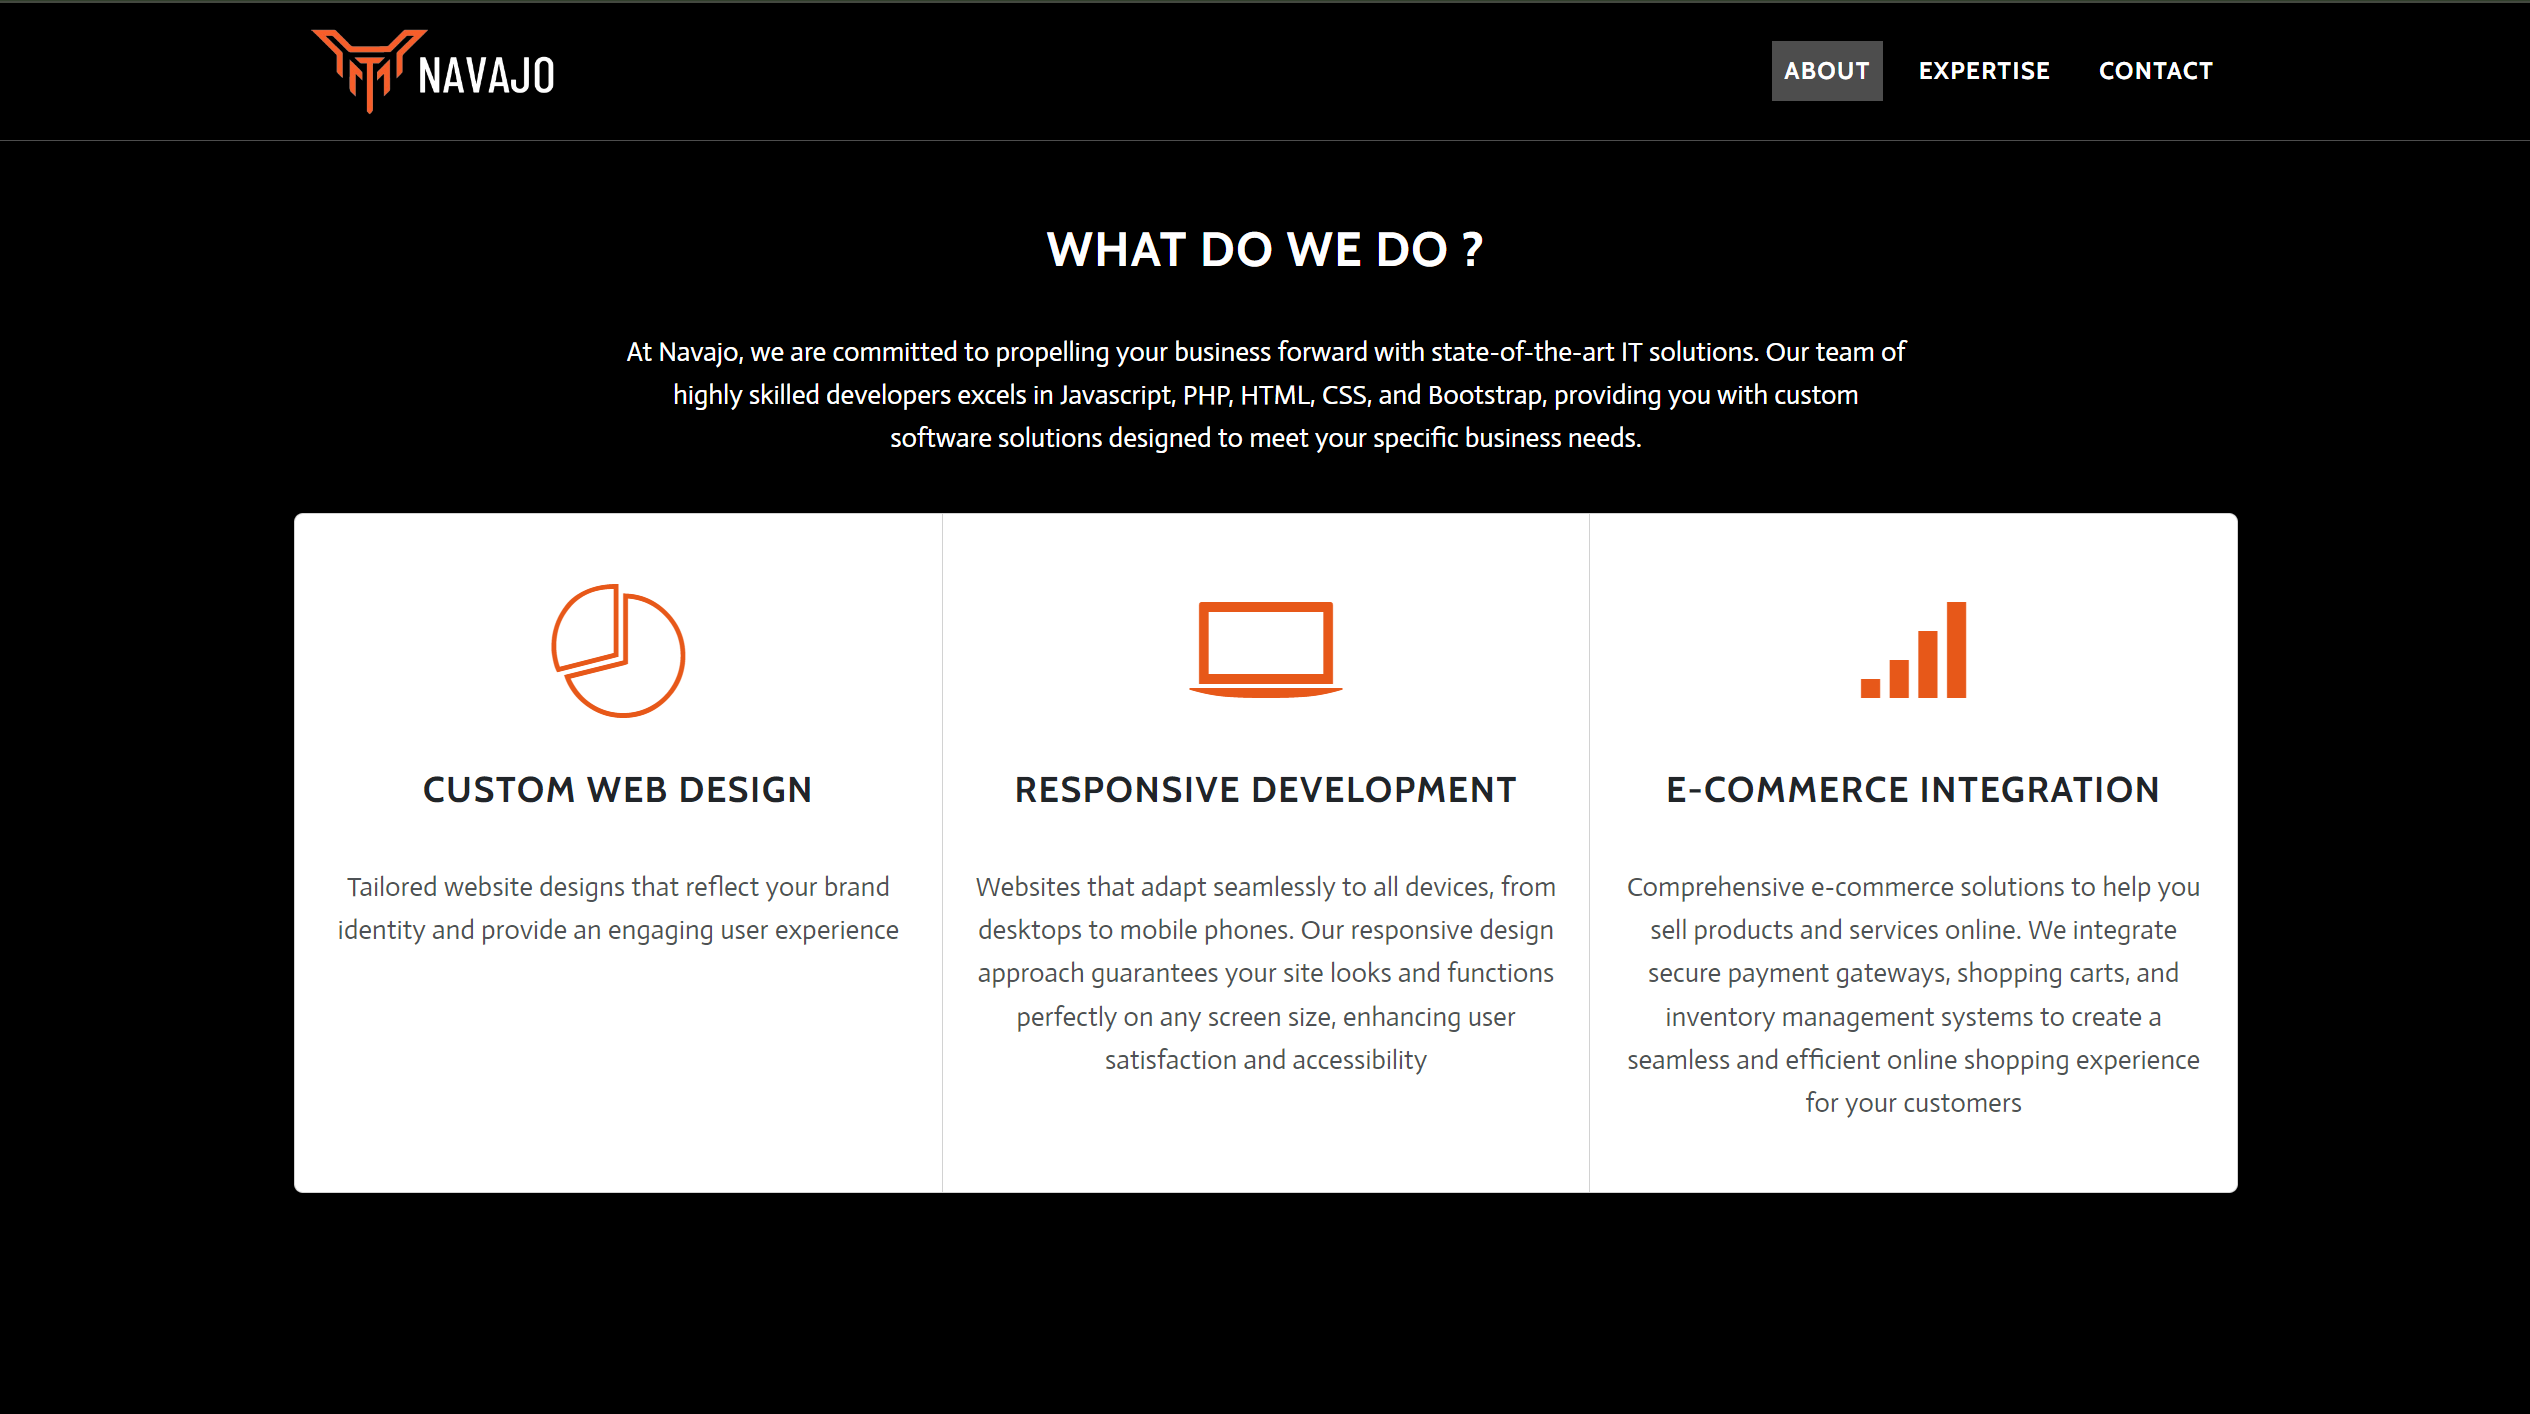 NAVAJO
ABOUT
EXPERTISE
CONTACT
WHAT DO WE DO ?
At Navajo, we are committed to propelling your business forward with state-of-the-art IT solutions. Our team of
highly skilled developers excels in Javascript, PHP, HTML, CSS, and Bootstrap, providing you with custom
software solutions designed to meet your specific business needs.
CUSTOM WEB DESIGN
Tailored website designs that reflect your brand
identity and provide an engaging user experience
RESPONSIVE DEVELOPMENT
Websites that adapt seamlessly to all devices, from
desktops to mobile phones. Our responsive design
approach guarantees your site looks and functions
perfectly on any screen size, enhancing user
satisfaction and accessibility
E-COMMERCE INTEGRATION
Comprehensive e-commerce solutions to help you
sell products and services online. We integrate
secure payment gateways, shopping carts, and
inventory management systems to create a
seamless and efficient online shopping experience
for your customers